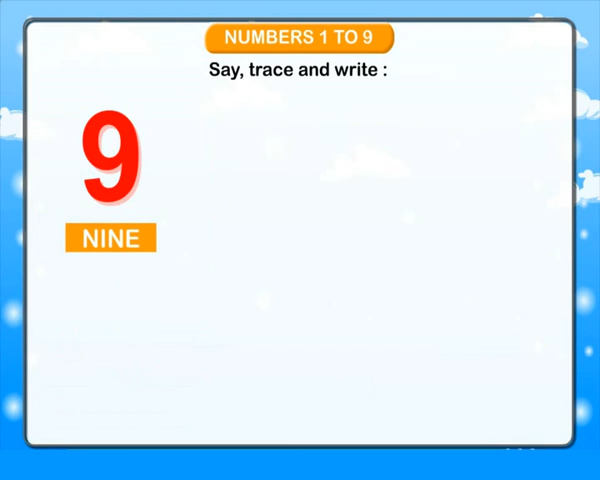 NUMBERS 1 TO 9
Say, trace and write :
9
NINE